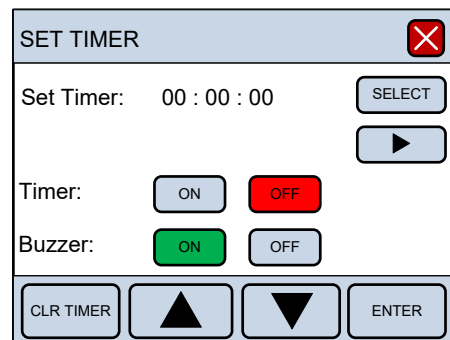 SET TIMER
Set Timer: 00 : 00 : 00 SELECT
Timer: ON OFF
Buzzer: ON OFF
CLR TIMER ENTER